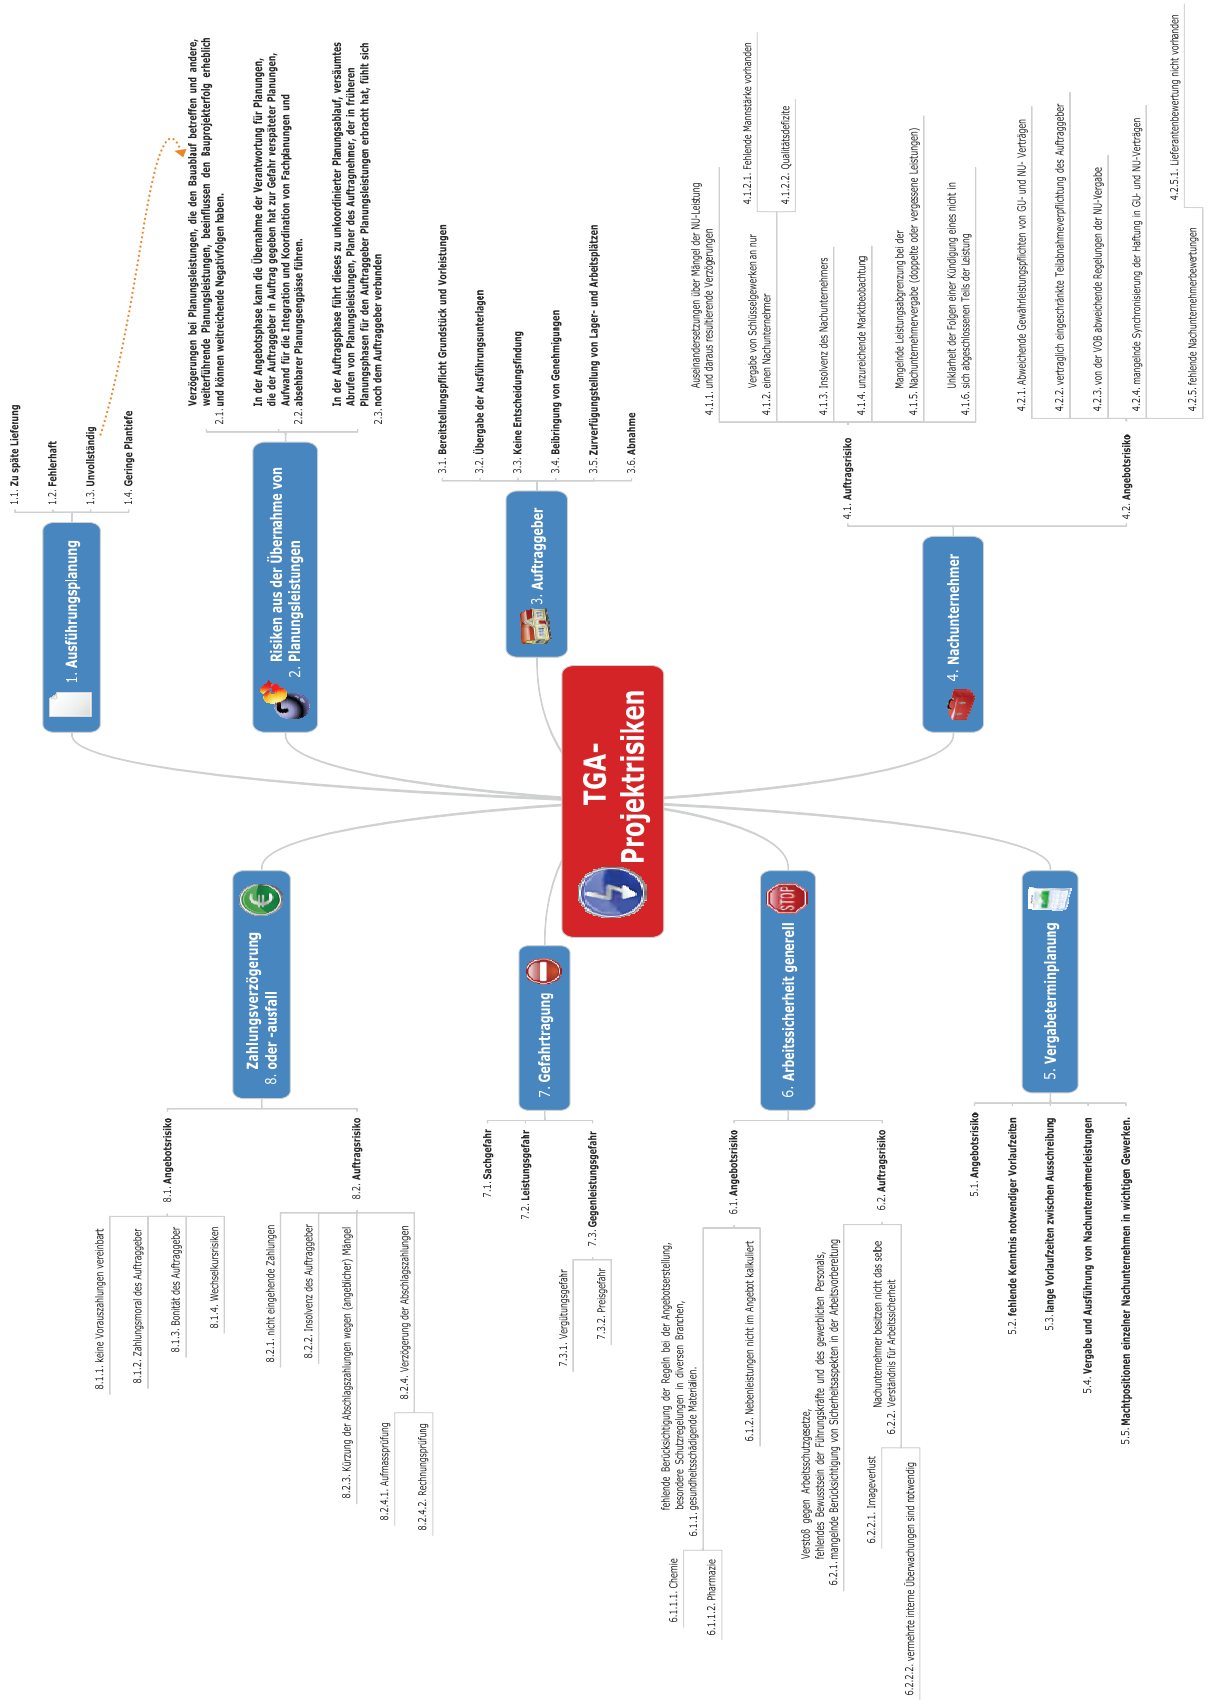 TGA-
Projektrisiken
1. Ausführungsplanung
1.1. Zu späte Lieferung
1.2. Fehlerhaft
1.3. Unvollständig
1.4. Geringe Plantiefe
Risiken aus der Übernahme von
2. Planungsleistungen
Verzögerungen bei Planungsleistungen, die den Bauablauf betreffen und andere,
weiterführende Planungsleistungen, beeinflussen den Bauprojekterfolg erheblich
2.1. und können weitreichende Negativfolgen haben.
In der Angebotsphase kann die Übernahme der Verantwortung für Planungen,
die der Auftraggeber in Auftrag gegeben hat zur Gefahr verspäteter Planungen,
Aufwand für die Integration und Koordination von Fachplanungen und
2.2. absehbarer Planungsengpässe führen.
In der Auftragsphase führt dieses zu unkoordinierter Planungsablauf, versäumtes
Abrufen von Planungsleistungen, Planer des Auftragnehmer, der in früheren
Planungsphasen für den Auftraggeber Planungsleistungen erbracht hat, fühlt sich
2.3. noch dem Auftraggeber verbunden
3. Auftraggeber
3.1. Bereitstellungspflicht Grundstück und Vorleistungen
3.2. Übergabe der Ausführungsunterlagen
3.3. Keine Entscheidungsfindung
3.4. Beibringung von Genehmigungen
3.5. Zurverfügungstellung von Lager- und Arbeitsplätzen
3.6. Abnahme
4. Nachunternehmer
4.1. Auftragsrisiko
Auseinandersetzungen über Mängel der NU-Leistung
4.1.1. und daraus resultierende Verzögerungen
Vergabe von Schlüsselgewerken an nur
4.1.2. einen Nachunternehmer
4.1.2.1. Fehlende Mannstärke vorhanden
4.1.2.2. Qualitätsdefizite
4.1.3. Insolvenz des Nachunternehmers
4.1.4. unzureichende Marktbeobachtung
Mangelnde Leistungsabgrenzung bei der
4.1.5. Nachunternehmervergabe (doppelte oder vergessene Leistungen)
Unklarheit der Folgen einer Kündigung eines nicht in
4.1.6. sich abgeschlossenen Teils der Leistung
4.2. Angebotsrisiko
4.2.1. Abweichende Gewährleistungspflichten von GU- und NU- Verträgen
4.2.2. vertraglich eingeschränkte Teilabnahmeverpflichtung des Auftraggeber
4.2.3. von der VOB abweichende Regelungen der NU-Vergabe
4.2.4. mangelnde Synchronisierung der Haftung in GU- und NU-Verträgen
4.2.5. fehlende Nachunternehmerbewertungen
4.2.5.1. Lieferantenbewertung nicht vorhanden
5. Vergabeterminplanung
5.1. Angebotsrisiko
5.2. fehlende Kenntnis notwendiger Vorlaufzeiten
5.3. lange Vorlaufzeiten zwischen Ausschreibung
5.4. Vergabe und Ausführung von Nachunternehmerleistungen
5.5. Machtpositionen einzelner Nachunternehmen in wichtigen Gewerken.
6. Arbeitssicherheit generell
6.1. Angebotsrisiko
fehlende Berücksichtigung der Regeln bei der Angebotserstellung,
besondere Schutzregelungen in diversen Branchen,
6.1.1. gesundheitsschädigende Materialien.
6.1.1.1. Chemie
6.1.1.2. Pharmazie
6.1.2. Nebenleistungen nicht im Angebot kalkuliert
6.2. Auftragsrisiko
Verstoß gegen Arbeitsschutzgesetze,
fehlendes Bewusstsein der Führungskräfte und des gewerblichen Personals,
6.2.1. mangelnde Berücksichtigung von Sicherheitsaspekten in der Arbeitsvorbereitung
Nachunternehmer besitzen nicht das selbe
6.2.2. Verständnis für Arbeitssicherheit
6.2.2.1. Imageverlust
6.2.2.2. vermehrte interne Überwachungen sind notwendig
STOP
7. Gefahrtragung
7.1. Sachgefahr
7.2. Leistungsgefahr
7.3. Gegenleistungsgefahr
7.3.1. Vergütungsgefahr
7.3.2. Preisgefahr
Zahlungsverzögerung
8. oder -ausfall
€
8.1. Angebotsrisiko
8.1.1. keine Vorauszahlungen vereinbart
8.1.2. Zahlungsmoral des Auftraggeber
8.1.3. Bonität des Auftraggeber
8.1.4. Wechselkursrisiken
8.2. Auftragsrisiko
8.2.1. nicht eingehende Zahlungen
8.2.2. Insolvenz des Auftraggeber
8.2.3. Kürzung der Abschlagszahlungen wegen (angeblicher) Mängel
8.2.4. Verzögerung der Abschlagszahlungen
8.2.4.1. Aufmassprüfung
8.2.4.2. Rechnungsprüfung